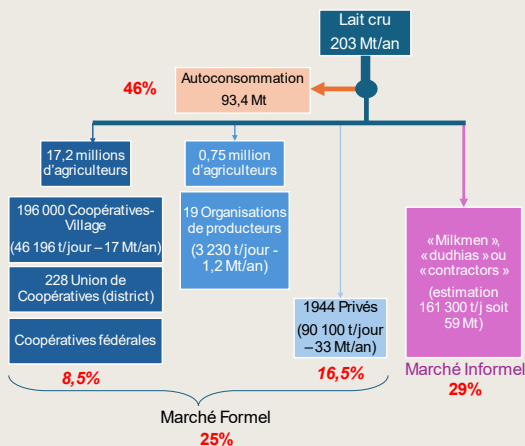 Lait cru
203 Mt/an
46%
Autoconsommation
93,4 Mt
17,2 millions
d'agriculteurs
0,75 million
d'agriculteurs
196 000 Coopératives-
Village
(46 196 t/jour – 17 Mt/an)
19 Organisations
de producteurs
(3 230 t/jour -
1,2 Mt/an)
« Milkmen »,
« dudhias » ou
« contractors »
(estimation
161 300 t/j soit
59 Mt)
228 Union de
Coopératives (district)
1944 Privés
(90 100 t/jour
– 33 Mt/an)
Coopératives fédérales
8,5%
16,5%
Marché Informel
29%
Marché Formel
25%